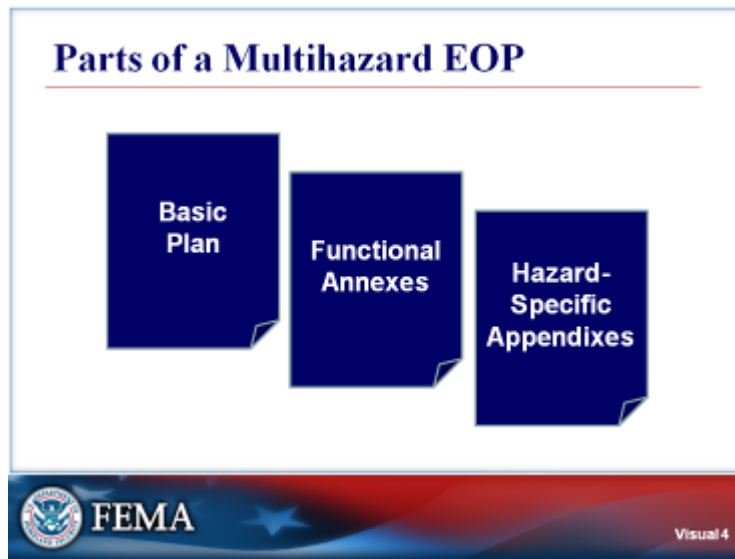 Parts of a Multihazard EOP
Basic
Plan
Functional
Annexes
Hazard-
Specific
Appendixes
FEMA
Visual 4